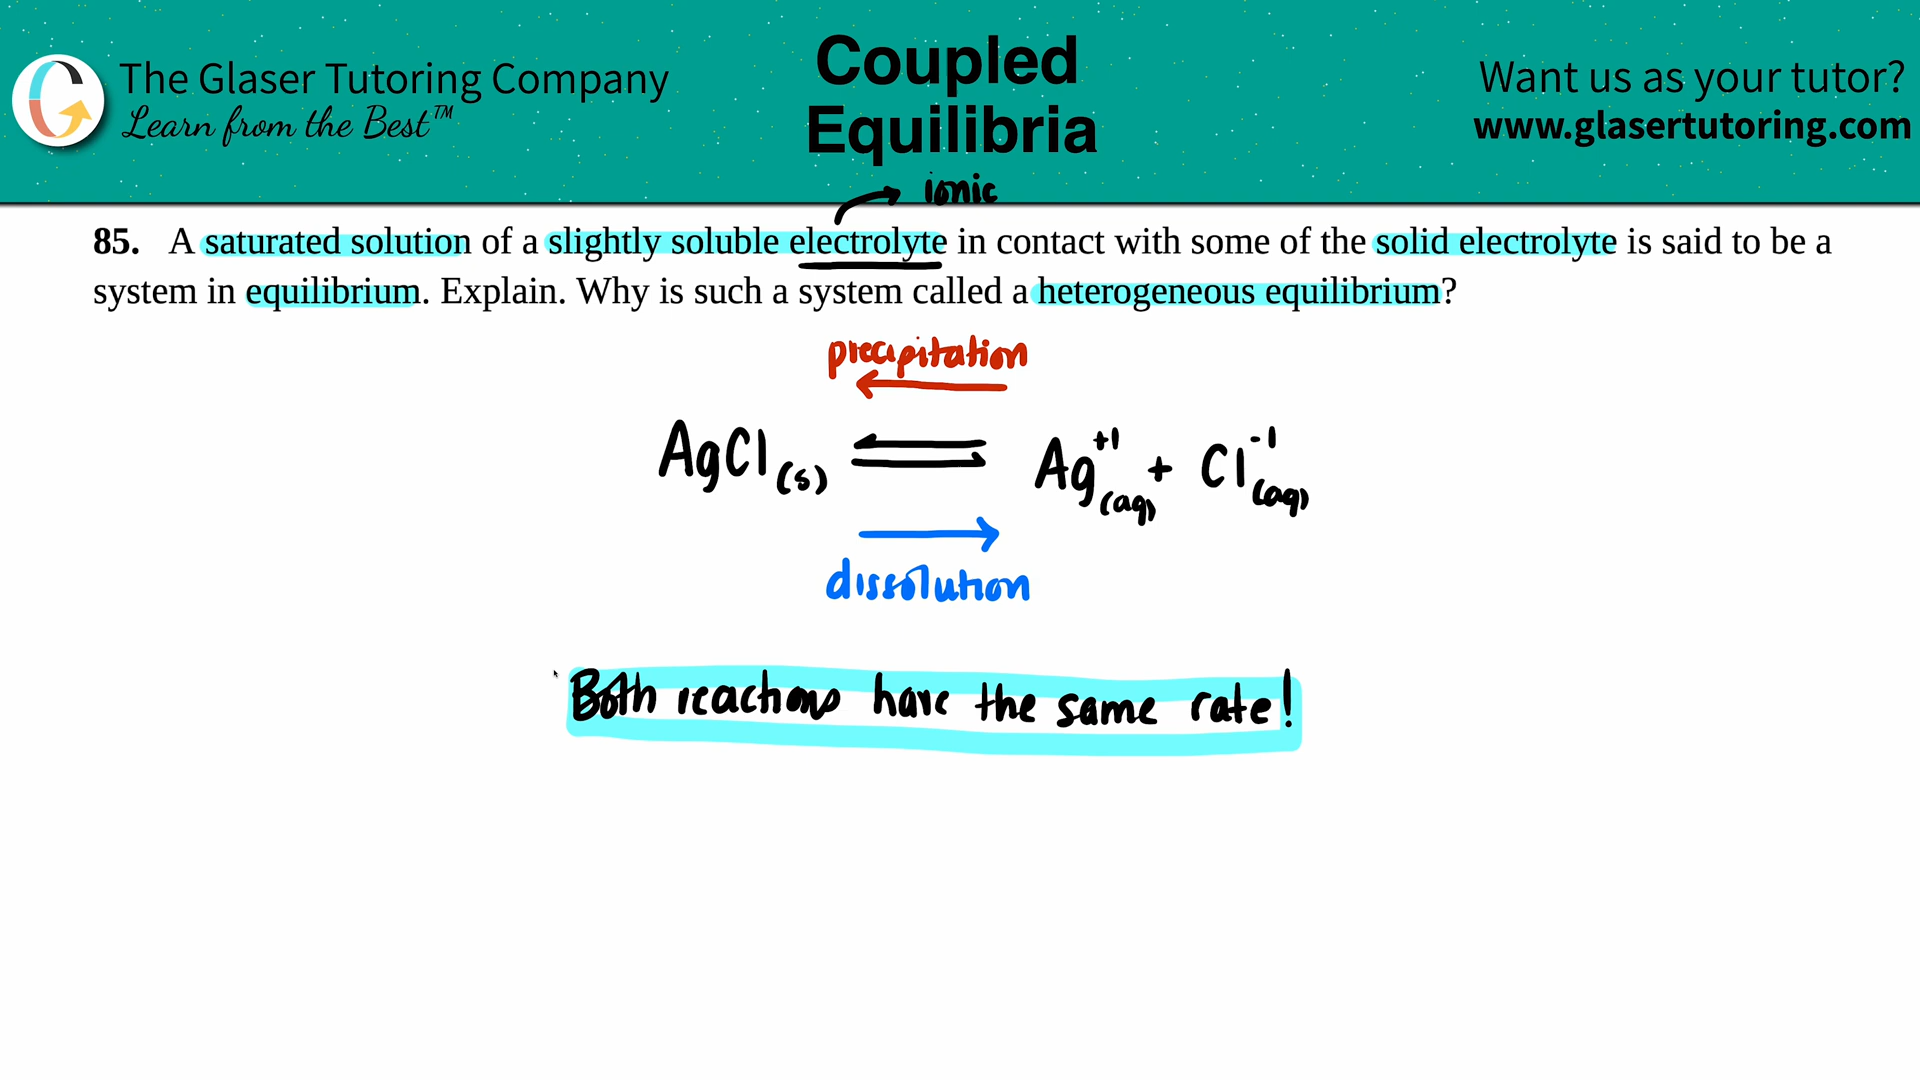 The Glaser Tutoring Company
Learn from the Best™
Coupled
Equilibria
Want us as your tutor?
www.glasertutoring.com
ionic
85. A saturated solution of a slightly soluble electrolyte in contact with some of the solid electrolyte is said to be a
system in equilibrium. Explain. Why is such a system called a heterogeneous equilibrium?
precipitation
AgCl(s) ⇌ Ag⁺¹(aq) + Cl⁻¹(aq)
dissolution
Both reactions have the same rate!